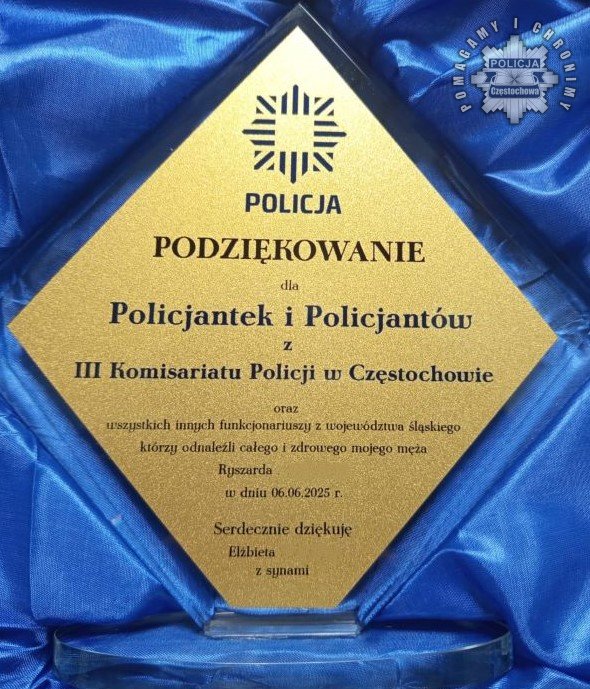 POMAGAMY I CHRONIMY
POLICJA
Częstochowa
POLICJA
PODZIĘKOWANIE
dla
Policjantek i Policjantów
z
III Komisariatu Policji w Częstochowie
oraz
wszystkich innych funkcjonariuszy z województwa śląskiego
którzy odnaleźli całego i zdrowego mojego męża
Ryszarda
w dniu 06.06.2025 r.
Serdecznie dziękuję
Elżbieta
z synami